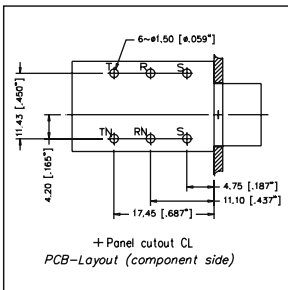 6~ø1.50 [ø.059"]
T R S
11.43 [.450"]
TN RN S
4.20 [.165"]
4.75 [.187"]
11.10 [.437"]
17.45 [.687"]
+ Panel cutout CL
PCB-Layout (component side)